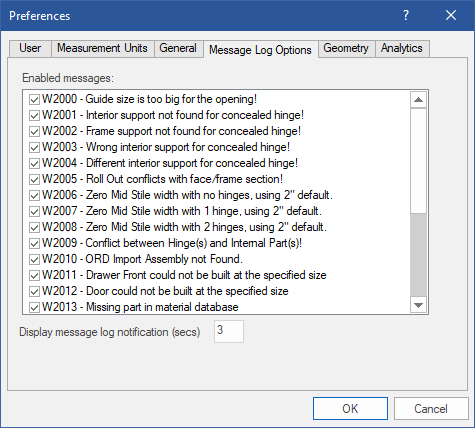 Preferences
User Measurement Units General Message Log Options Geometry Analytics
Enabled messages:
W2000 - Guide size is too big for the opening!
W2001 - Interior support not found for concealed hinge!
W2002 - Frame support not found for concealed hinge!
W2003 - Wrong interior support for concealed hinge!
W2004 - Different interior support for concealed hinge!
W2005 - Roll Out conflicts with face/frame section!
W2006 - Zero Mid Stile width with no hinges, using 2" default.
W2007 - Zero Mid Stile width with 1 hinge, using 2" default.
W2008 - Zero Mid Stile width with 2 hinges, using 2" default.
W2009 - Conflict between Hinge(s) and Internal Part(s)!
W2010 - ORD Import Assembly not Found.
W2011 - Drawer Front could not be built at the specified size
W2012 - Door could not be built at the specified size
W2013 - Missing part in material database
Display message log notification (secs) 3
OK Cancel